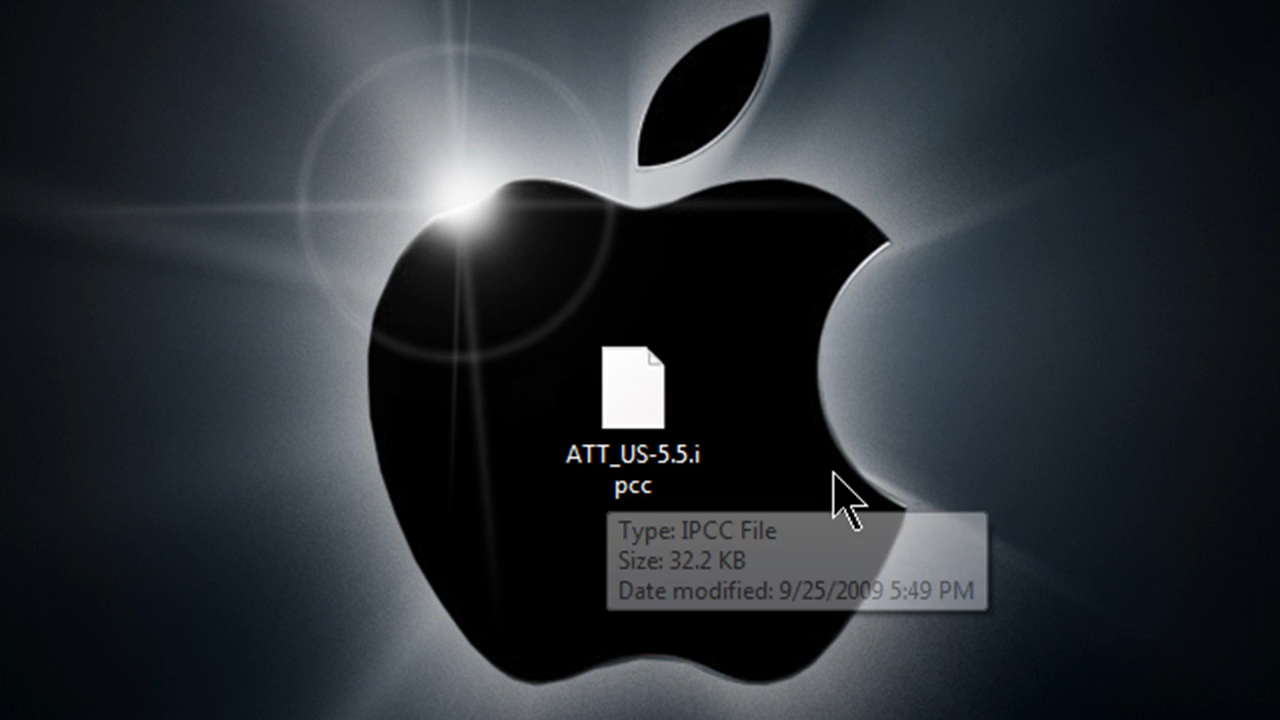 ATT_US-5.5.i
pcc
Type: IPCC File
Size: 32.2 KB
Date modified: 9/25/2009 5:49 PM